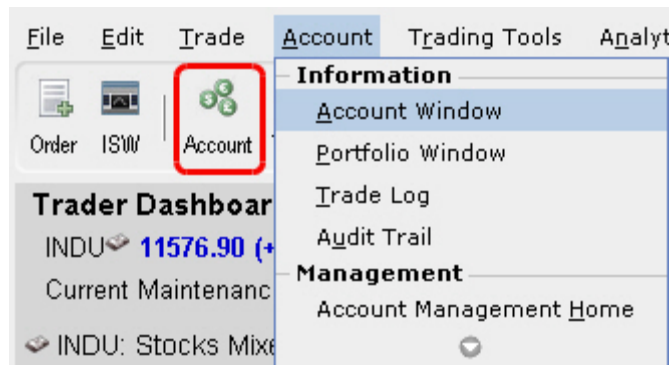 File Edit Trade Account Trading Tools Analyt
Information
Account Window
Portfolio Window
Trade Log
Audit Trail
Management
Account Management Home
Order ISW Account
Trader Dashboar
INDU 11576.90 (+
Current Maintenanc
INDU: Stocks Mixe